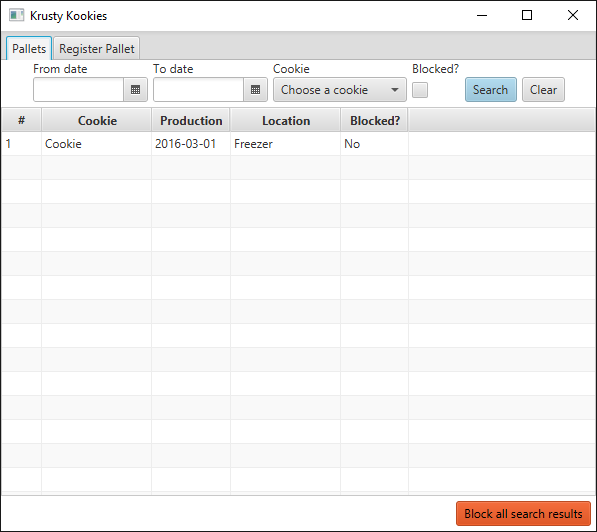 Krusty Kookies
Pallets Register Pallet
From date To date Cookie Blocked?
Choose a cookie Search Clear
# Cookie Production Location Blocked?
1 Cookie 2016-03-01 Freezer No
Block all search results